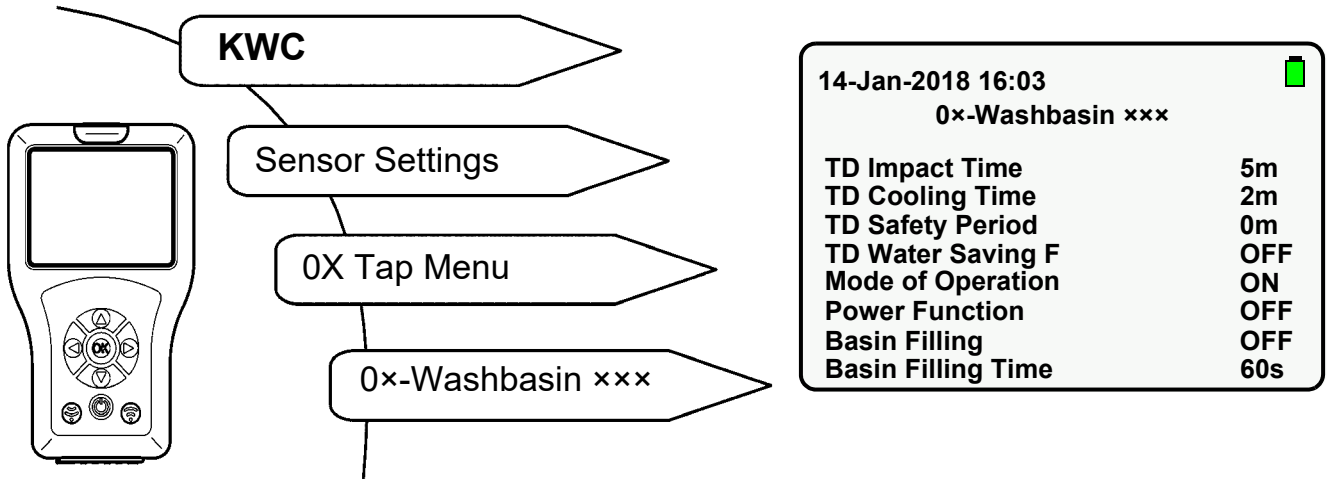 KWC
Sensor Settings
0X Tap Menu
0×-Washbasin ×××
OK
14-Jan-2018 16:03
0×-Washbasin ×××
TD Impact Time 5m
TD Cooling Time 2m
TD Safety Period 0m
TD Water Saving F OFF
Mode of Operation ON
Power Function OFF
Basin Filling OFF
Basin Filling Time 60s